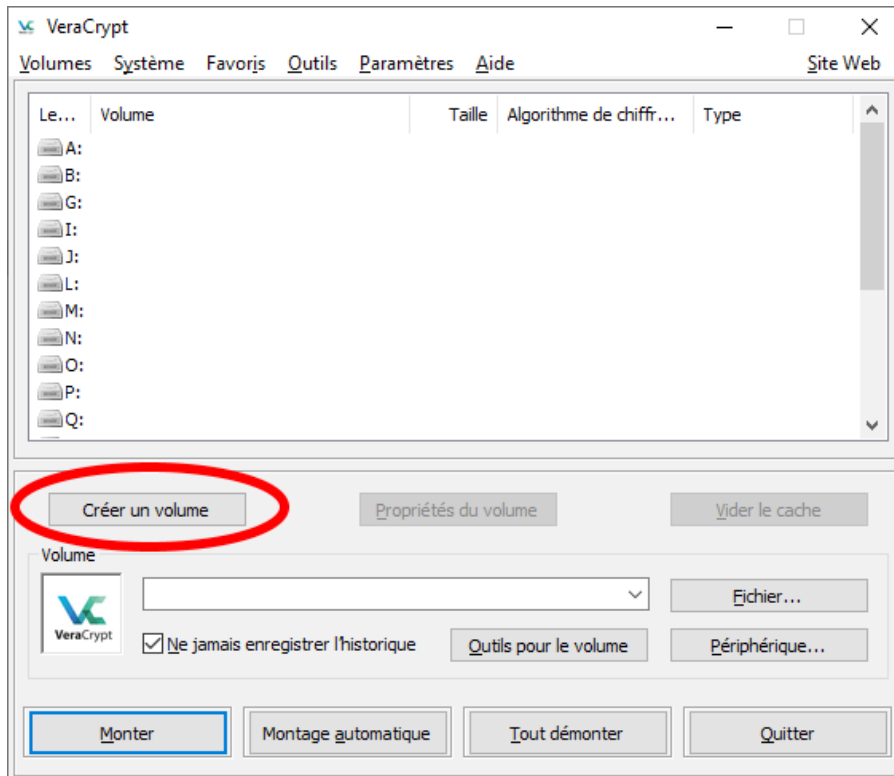 VeraCrypt
Volumes Système Favoris Outils Paramètres Aide Site Web
Le... Volume Taille Algorithme de chiffr... Type
A:
B:
G:
I:
J:
L:
M:
N:
O:
P:
Q:
Créer un volume Propriétés du volume Vider le cache
Volume
Fichier...
VeraCrypt
Ne jamais enregistrer l'historique Outils pour le volume Périphérique...
Monter Montage automatique Tout démonter Quitter